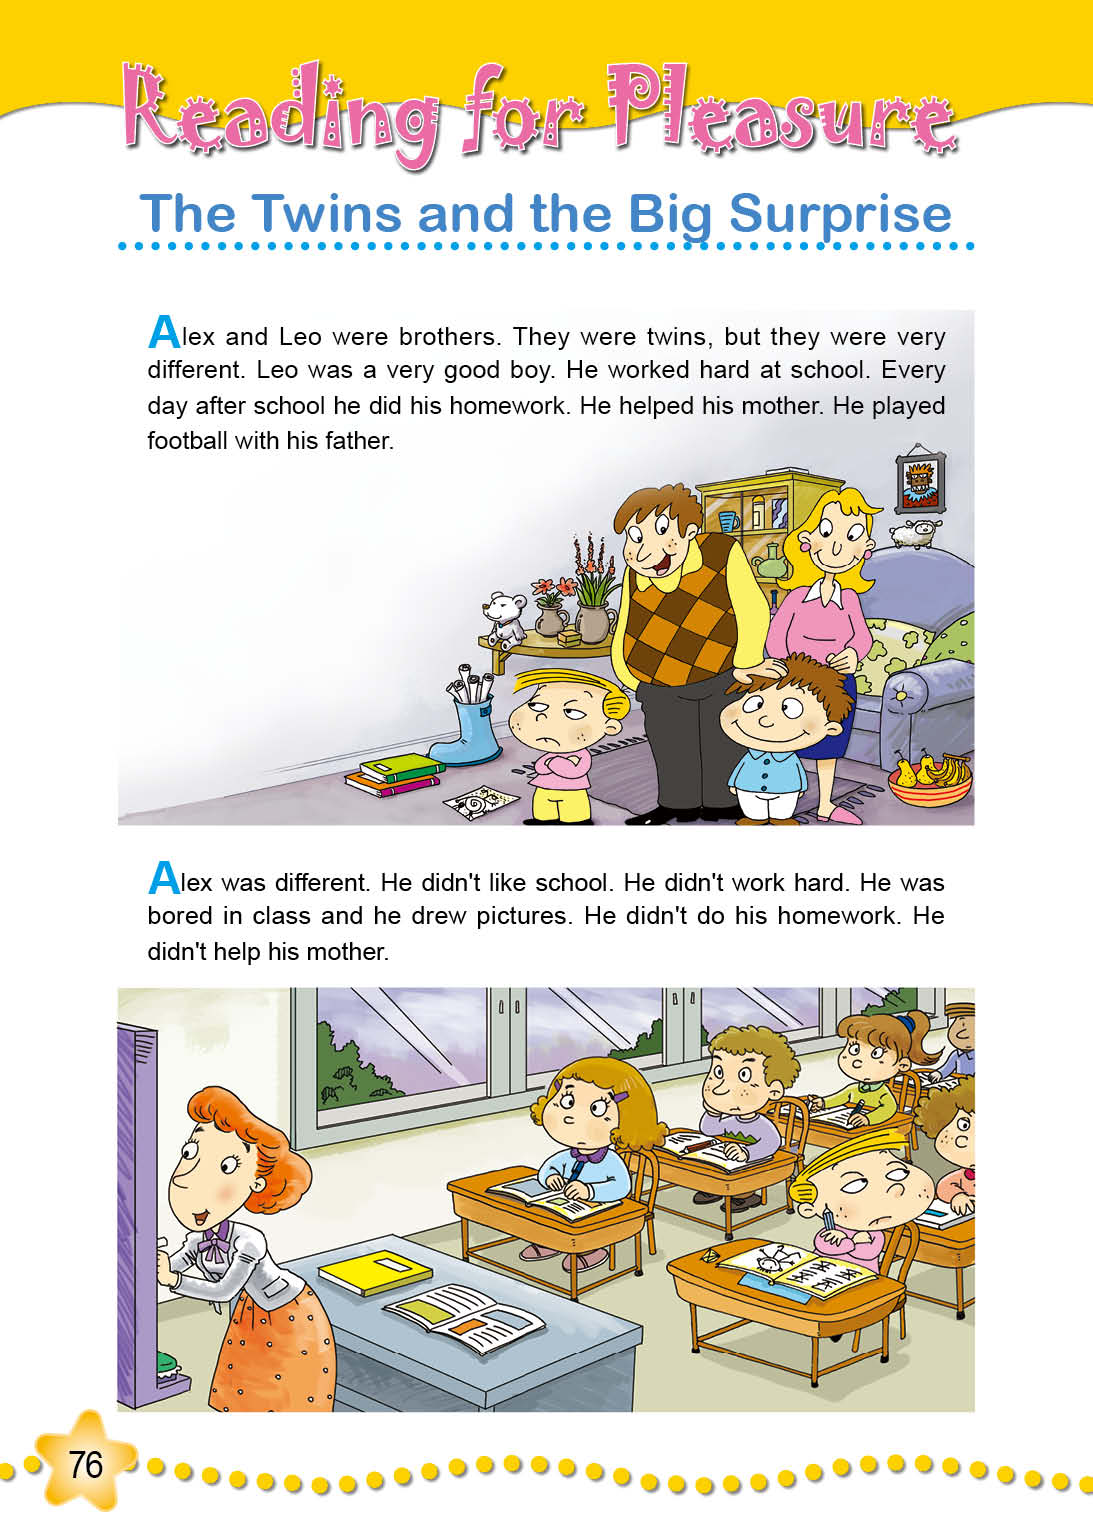 Reading for Pleasure
The Twins and the Big Surprise
Alex and Leo were brothers. They were twins, but they were very
different. Leo was a very good boy. He worked hard at school. Every
day after school he did his homework. He helped his mother. He played
football with his father.
Alex was different. He didn't like school. He didn't work hard. He was
bored in class and he drew pictures. He didn't do his homework. He
didn't help his mother.
76